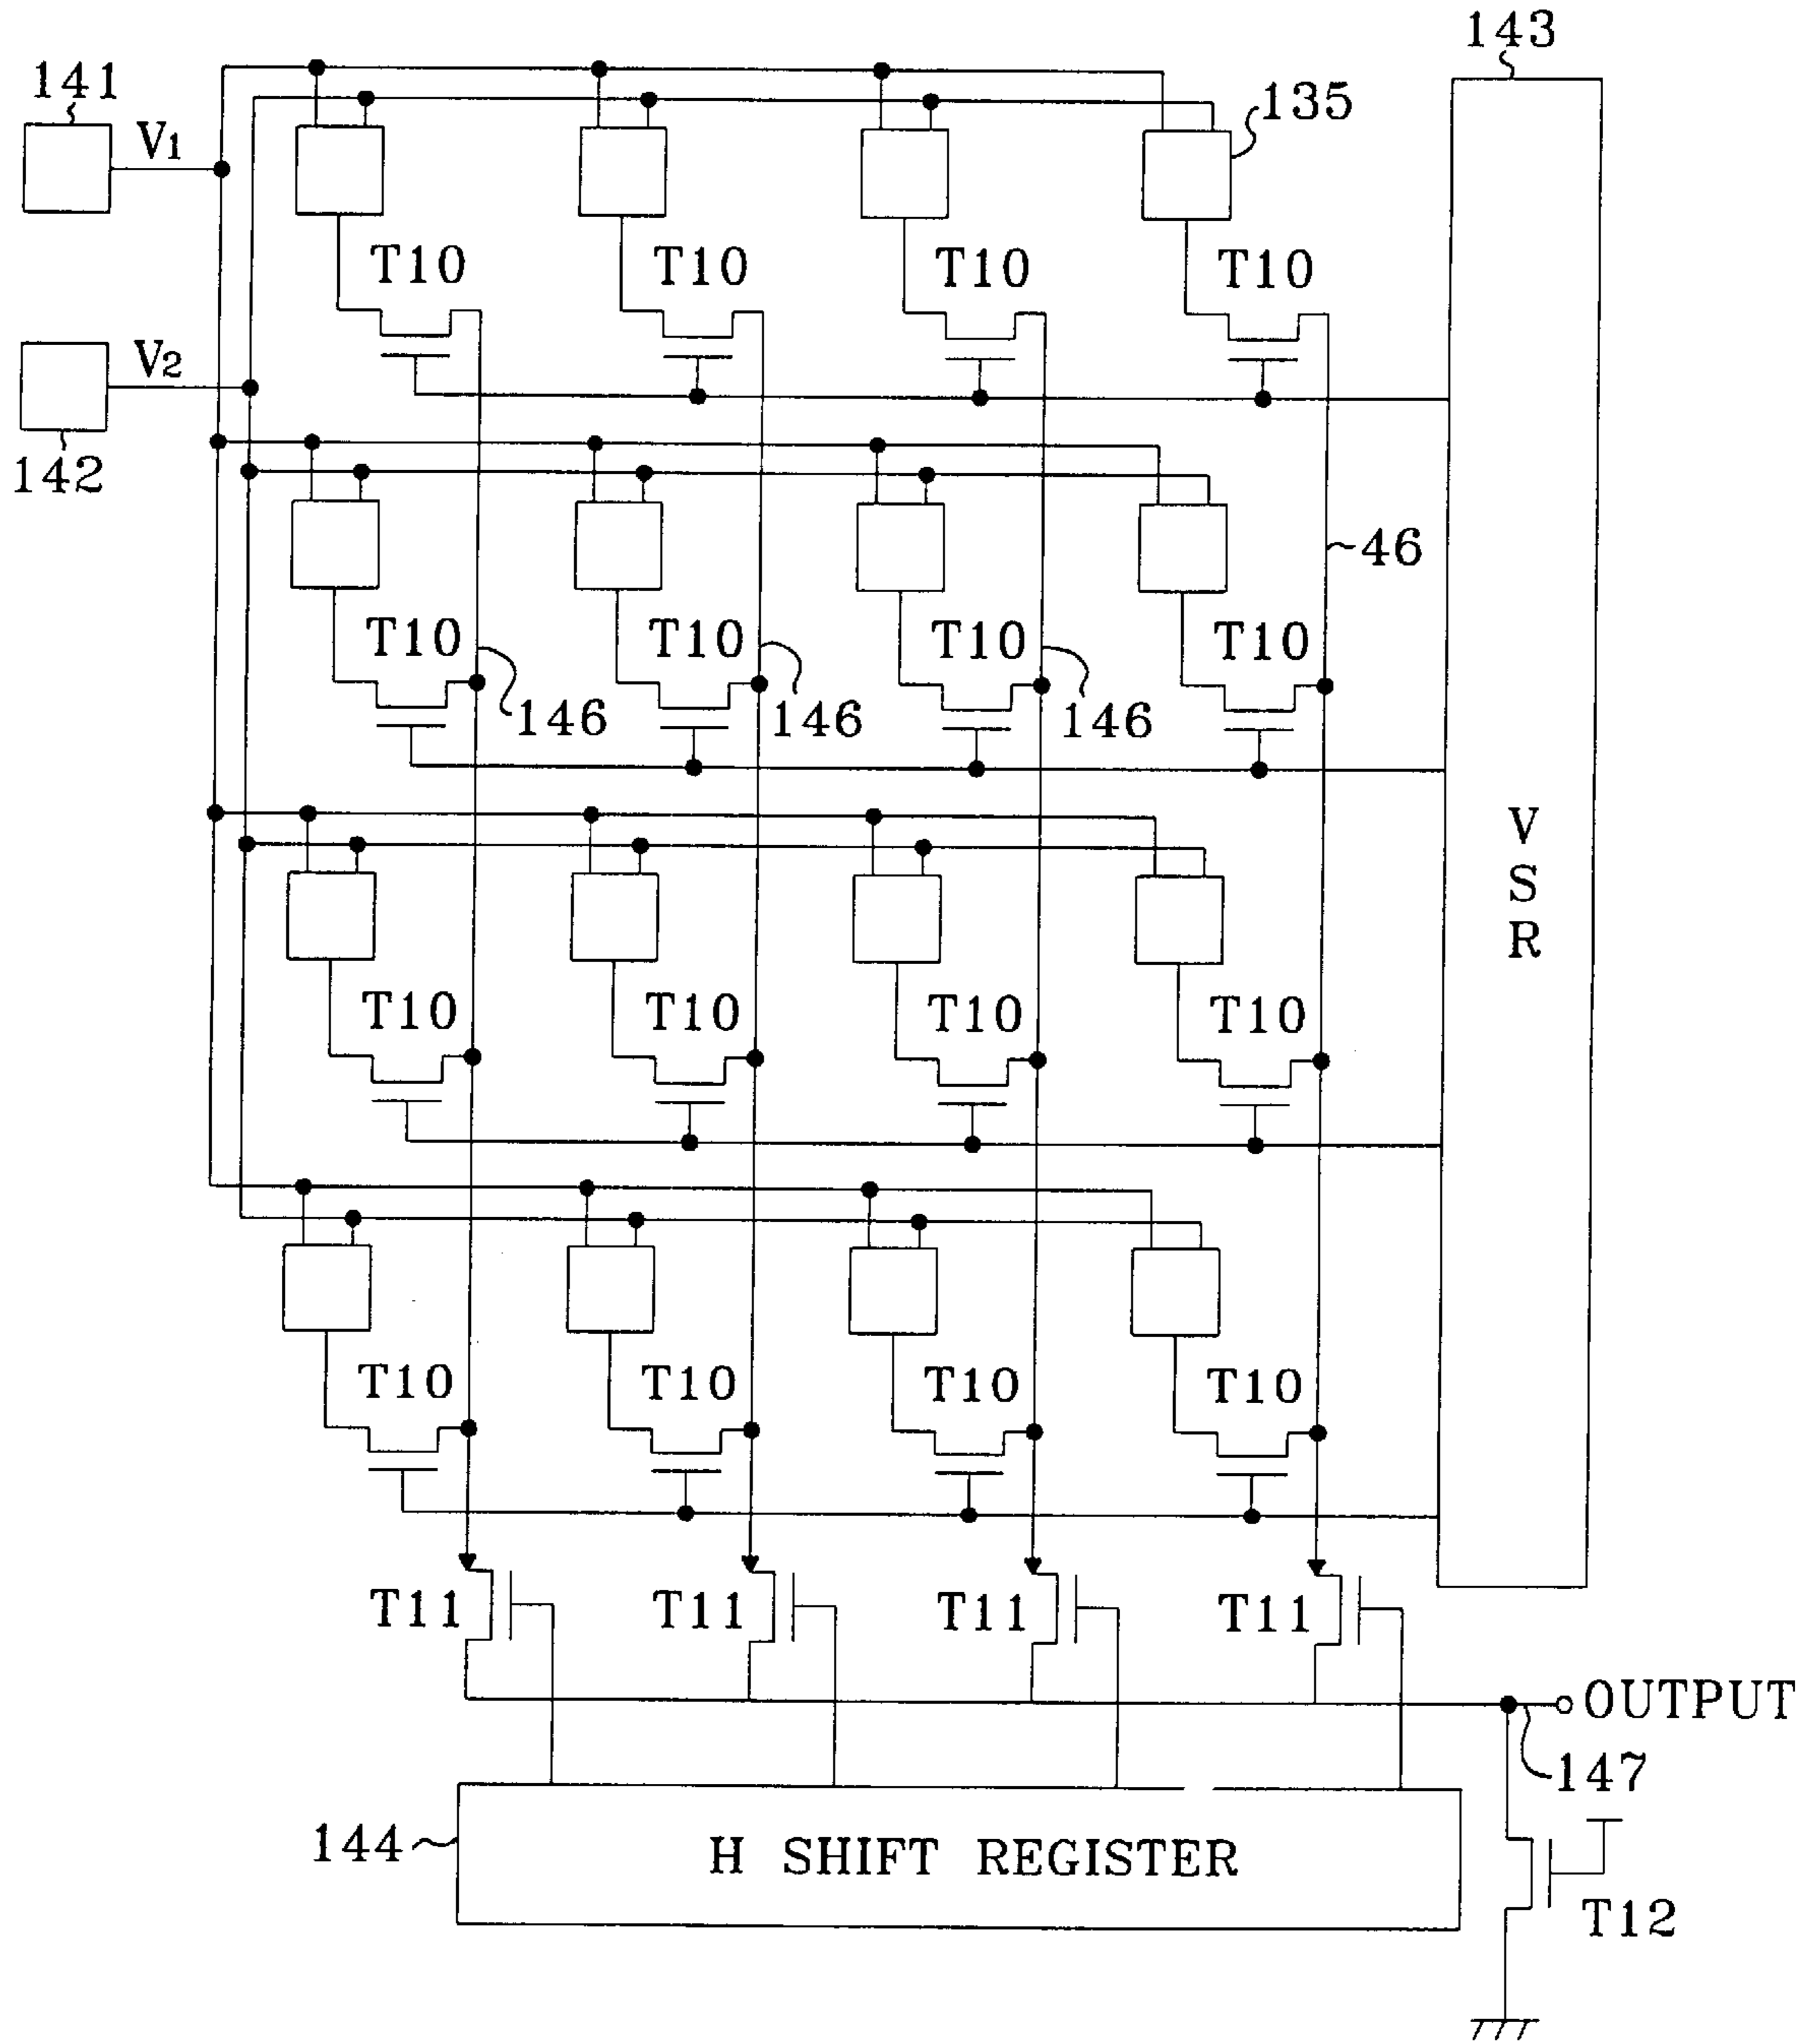 143
141
V1
135
T10 T10 T10 T10
V2
142
46
T10 T10 T10 T10
146 146 146
V
S
R
T10 T10 T10 T10
T10 T10 T10 T10
T11 T11 T11 T11
OUTPUT
147
144
H SHIFT REGISTER
T12